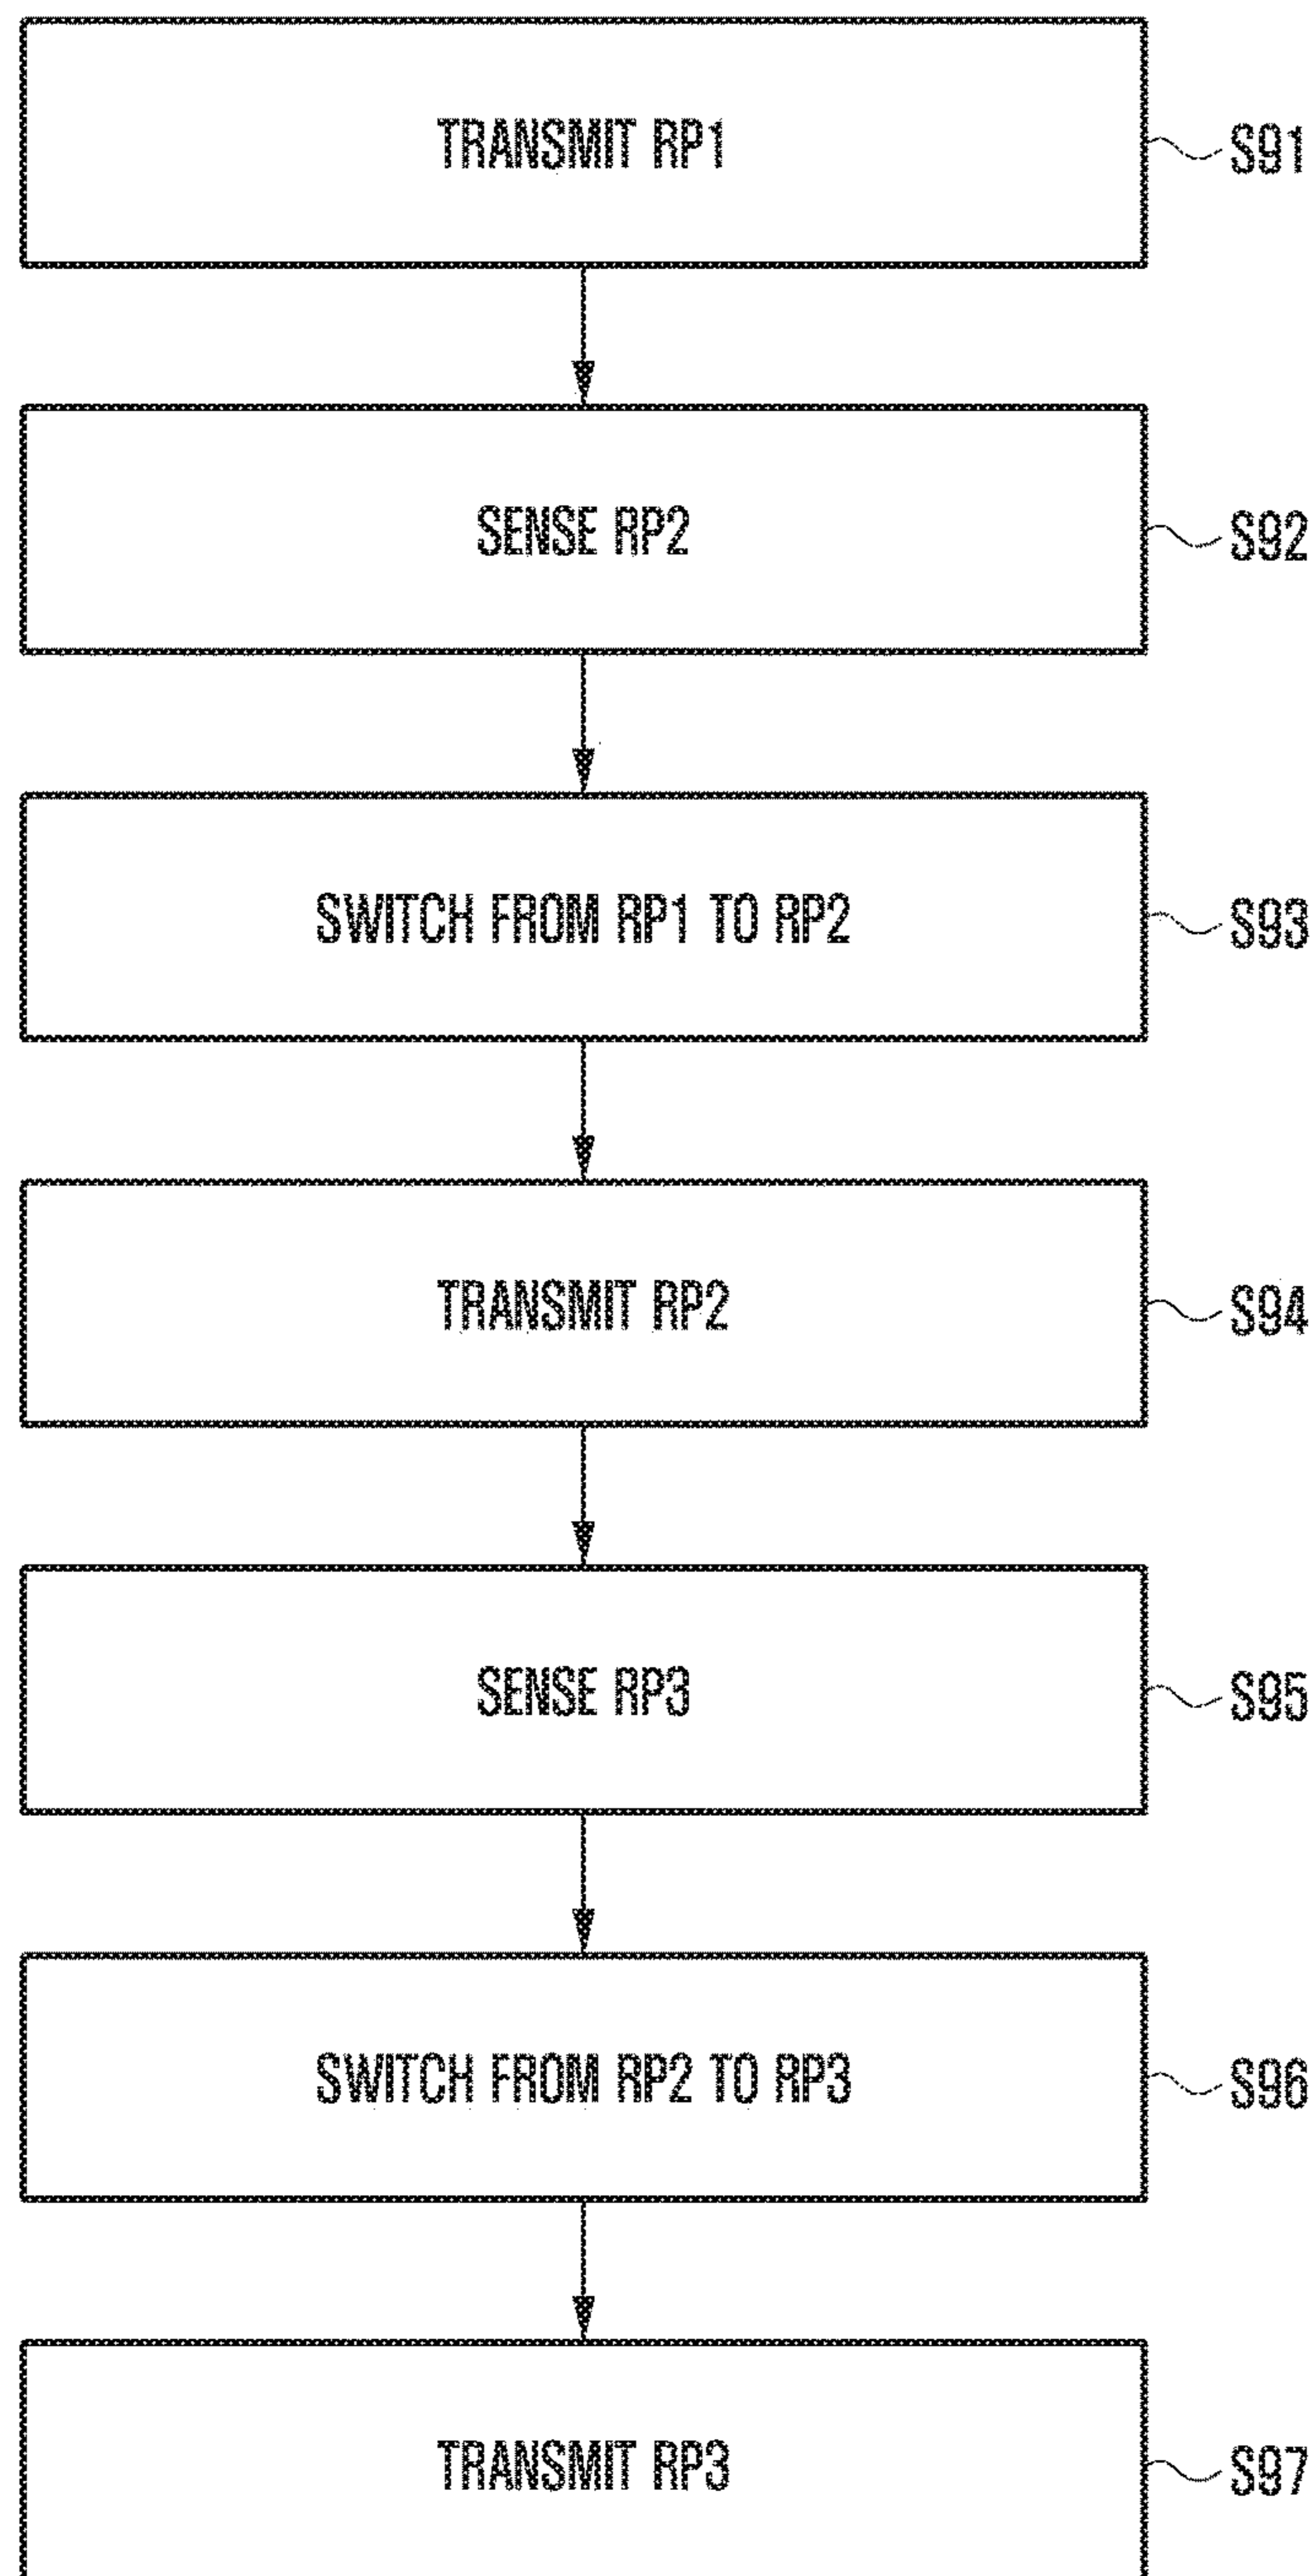 TRANSMIT RP1
S91
SENSE RP2
S92
SWITCH FROM RP1 TO RP2
S93
TRANSMIT RP2
S94
SENSE RP3
S95
SWITCH FROM RP2 TO RP3
S96
TRANSMIT RP3
S97